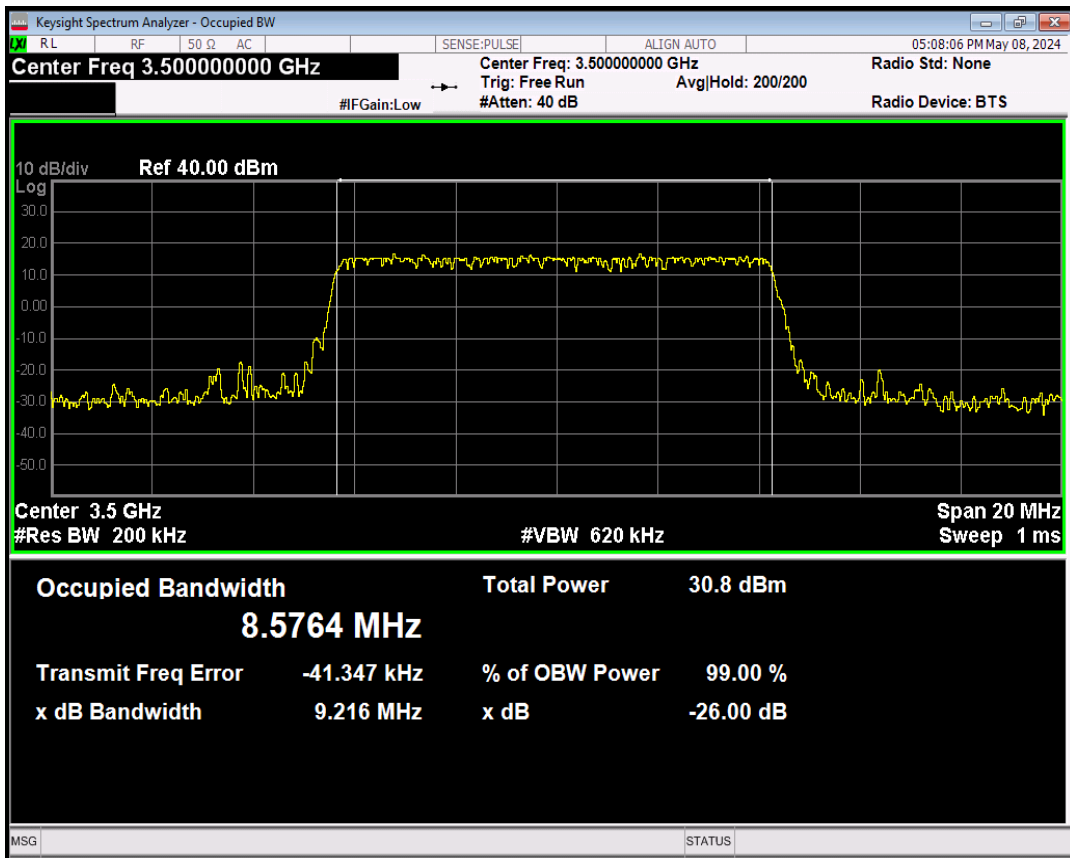 Keysight Spectrum Analyzer - Occupied BW
LXI RL RF 50 Ω AC SENSE:PULSE ALIGN AUTO 05:08:06 PM May 08, 2024
Center Freq 3.500000000 GHz Center Freq: 3.500000000 GHz Radio Std: None
Trig: Free Run Avg|Hold: 200/200
#IFGain:Low #Atten: 40 dB Radio Device: BTS
10 dB/div Ref 40.00 dBm
Log
30.0
20.0
10.0
0.00
-10.0
-20.0
-30.0
-40.0
-50.0
Center 3.5 GHz Span 20 MHz
#Res BW 200 kHz #VBW 620 kHz Sweep 1 ms
Occupied Bandwidth Total Power 30.8 dBm
8.5764 MHz
Transmit Freq Error -41.347 kHz % of OBW Power 99.00 %
x dB Bandwidth 9.216 MHz x dB -26.00 dB
MSG STATUS